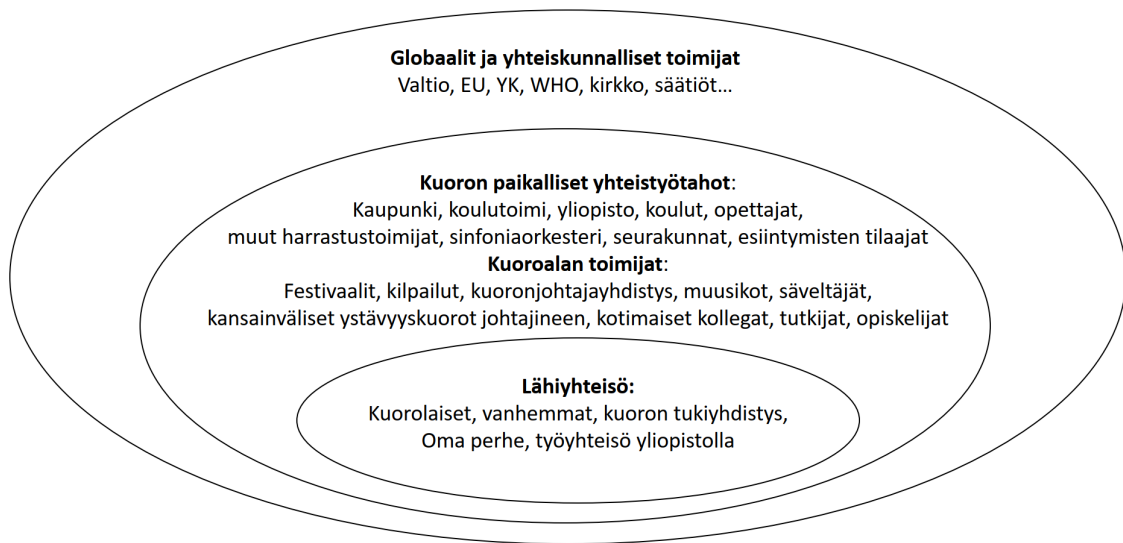 Globaalit ja yhteiskunnalliset toimijat
Valtio, EU, YK, WHO, kirkko, säätiöt...
Kuoron paikalliset yhteistyötahot:
Kaupunki, koulutoimi, yliopisto, koulut, opettajat,
muut harrastustoimijat, sinfoniaorkesteri, seurakunnat, esiintymisten tilaajat
Kuoroalan toimijat:
Festivaalit, kilpailut, kuoronjohtajayhdistys, muusikot, säveltäjät,
kansainväliset ystävyyskuorot johtajineen, kotimaiset kollegat, tutkijat, opiskelijat
Lähiyhteisö:
Kuorolaiset, vanhemmat, kuoron tukiyhdistys,
Oma perhe, työyhteisö yliopistolla